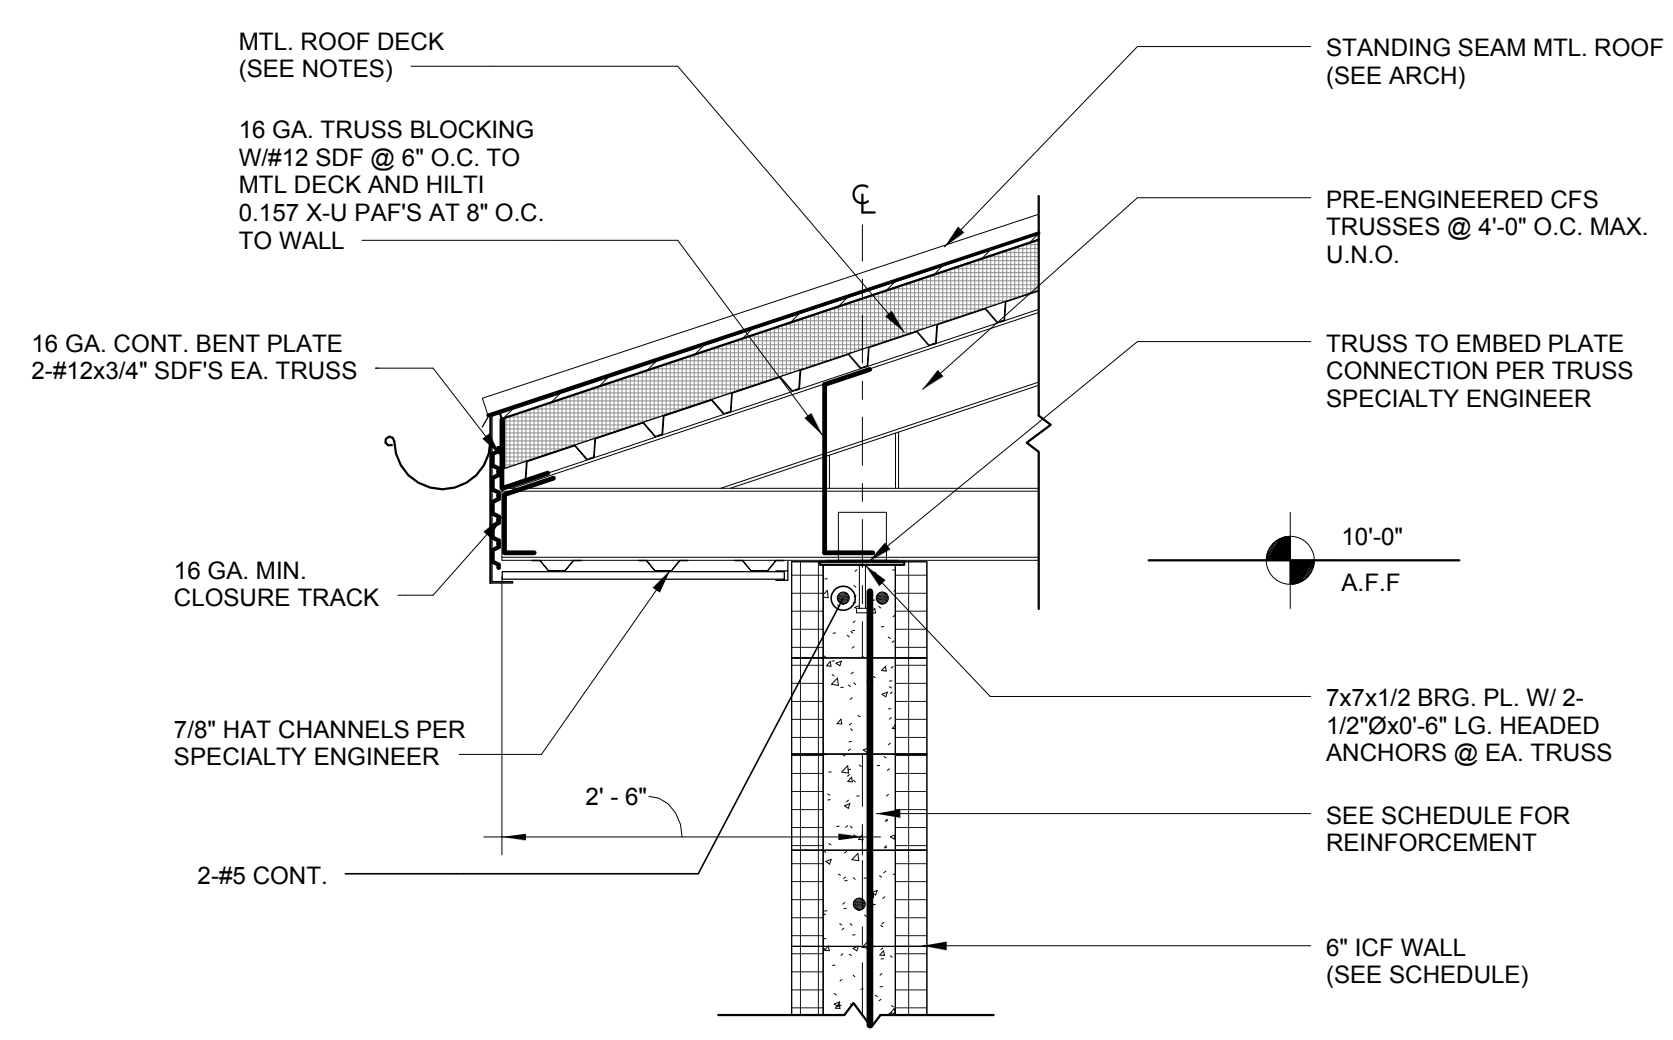 MTL. ROOF DECK
(SEE NOTES)
16 GA. TRUSS BLOCKING
W/#12 SDF @ 6" O.C. TO
MTL DECK AND HILTI
0.157 X-U PAF'S AT 8" O.C.
TO WALL
16 GA. CONT. BENT PLATE
2-#12x3/4" SDF'S EA. TRUSS
16 GA. MIN.
CLOSURE TRACK
7/8" HAT CHANNELS PER
SPECIALTY ENGINEER
2' - 6"
2-#5 CONT.
CL
STANDING SEAM MTL. ROOF
(SEE ARCH)
PRE-ENGINEERED CFS
TRUSSES @ 4'-0" O.C. MAX.
U.N.O.
TRUSS TO EMBED PLATE
CONNECTION PER TRUSS
SPECIALTY ENGINEER
10'-0"
A.F.F
7x7x1/2 BRG. PL. W/ 2-
1/2"Øx0'-6" LG. HEADED
ANCHORS @ EA. TRUSS
SEE SCHEDULE FOR
REINFORCEMENT
6" ICF WALL
(SEE SCHEDULE)